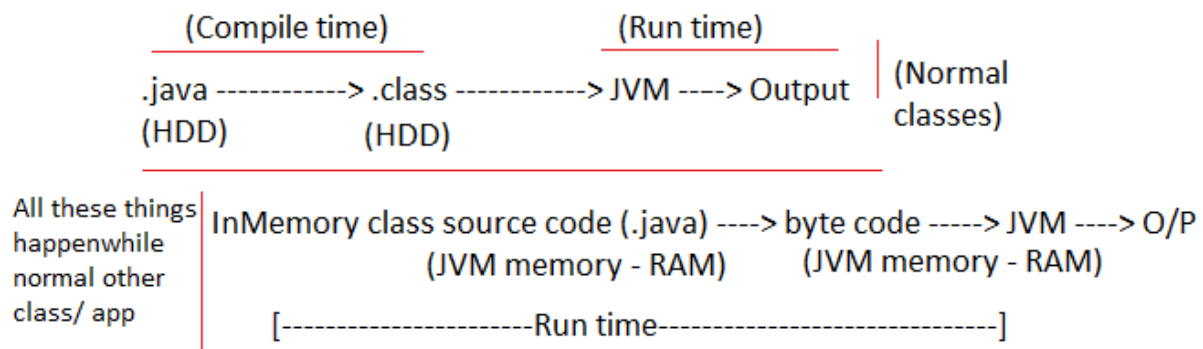 (Compile time) (Run time)
.java ------------> .class ------------> JVM ----> Output
(HDD) (HDD)
(Normal
classes)
All these things
happenwhile
normal other
class/ app
InMemory class source code (.java) ----> byte code -----> JVM ----> O/P
(JVM memory - RAM) (JVM memory - RAM)
[-----------------------Run time-------------------------------]